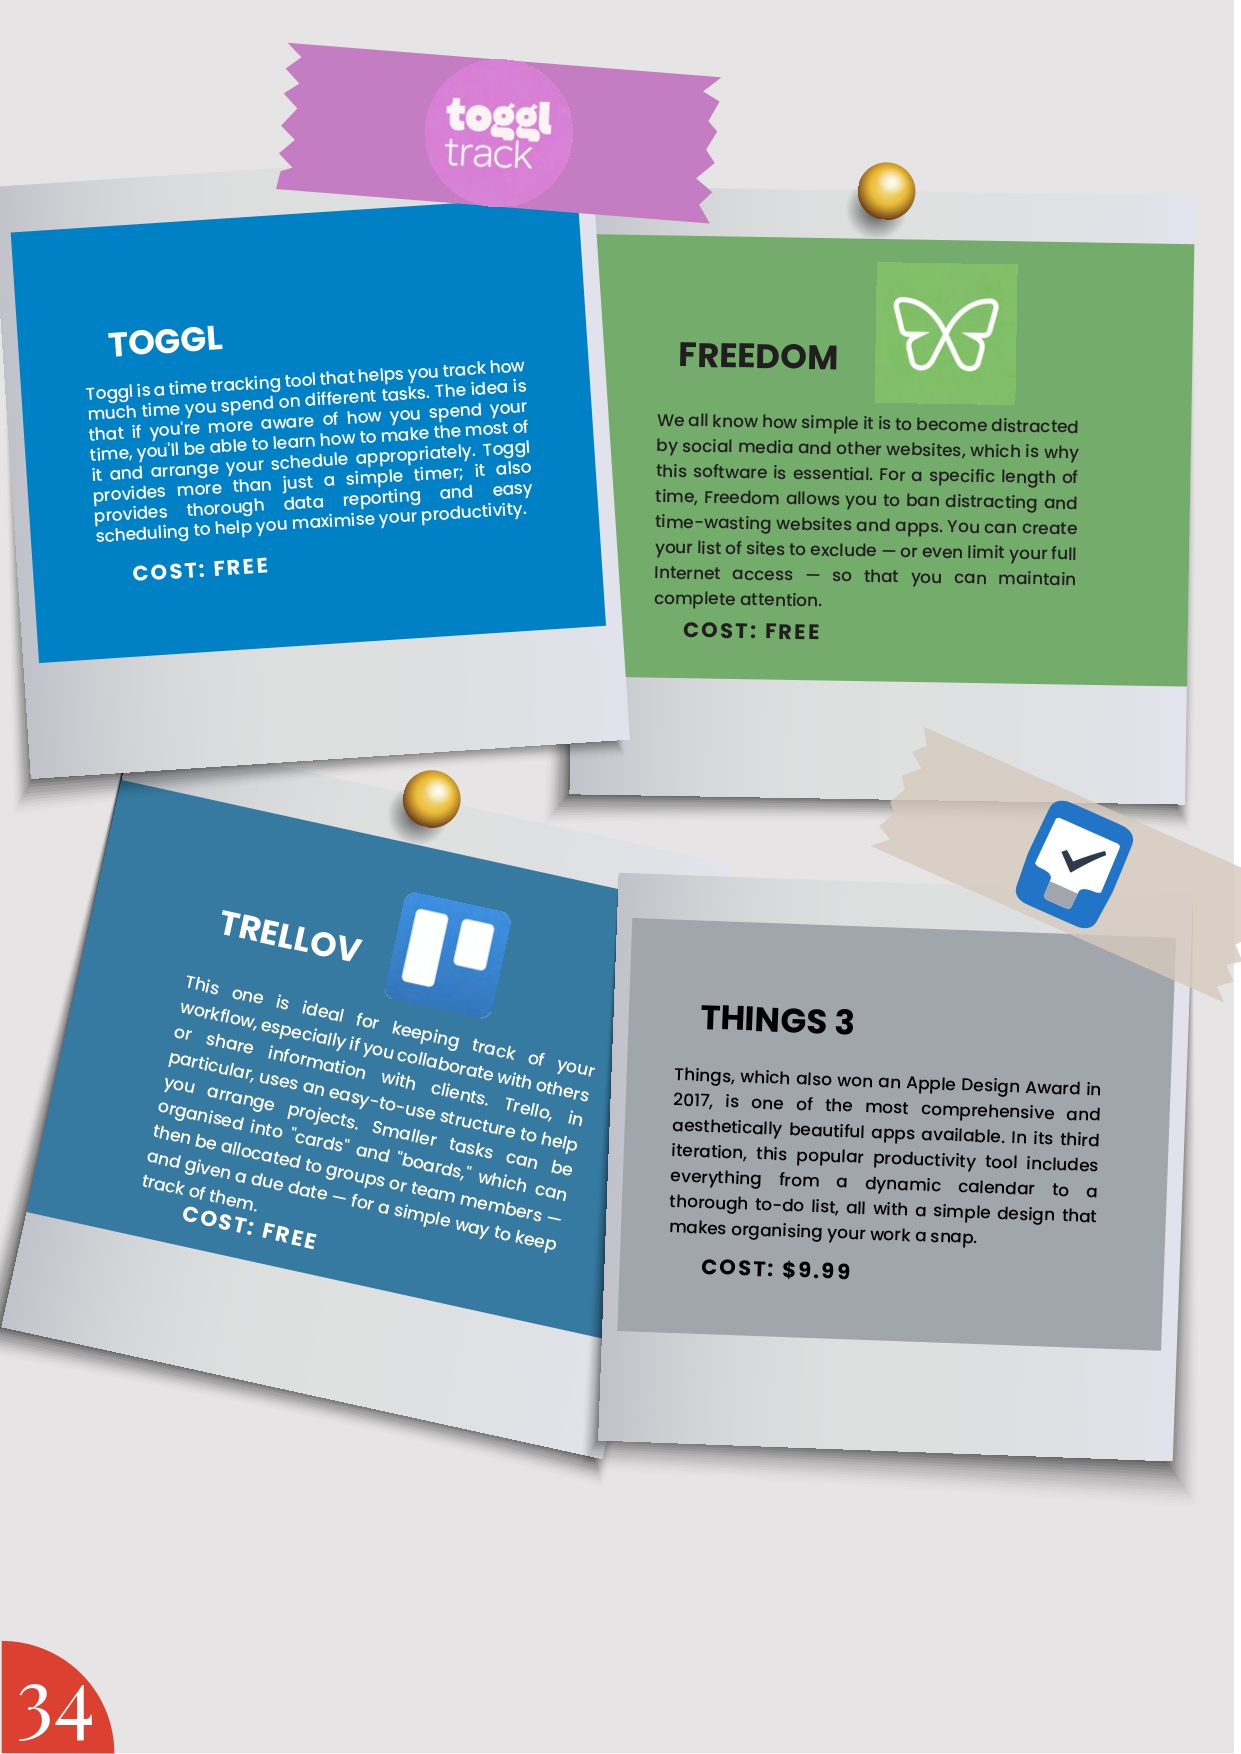 toggl
track
TOGGL
Toggl is a time tracking tool that helps you track how
much time you spend on different tasks. The idea is
that if you're more aware of how you spend your
time, you'll be able to learn how to make the most of
it and arrange your schedule appropriately. Toggl
provides more than just a simple timer; it also
provides thorough data reporting and easy
scheduling to help you maximise your productivity.
COST: FREE
FREEDOM
We all know how simple it is to become distracted
by social media and other websites, which is why
this software is essential. For a specific length of
time, Freedom allows you to ban distracting and
time-wasting websites and apps. You can create
your list of sites to exclude — or even limit your full
Internet access — so that you can maintain
complete attention.
COST: FREE
TRELLOV
This one is ideal for keeping track of your
workflow, especially if you collaborate with others
or share information with clients. Trello, in
particular, uses an easy-to-use structure to help
you arrange projects. Smaller tasks can be
organised into "cards" and "boards," which can
then be allocated to groups or team members —
and given a due date — for a simple way to keep
track of them.
COST: FREE
THINGS 3
Things, which also won an Apple Design Award in
2017, is one of the most comprehensive and
aesthetically beautiful apps available. In its third
iteration, this popular productivity tool includes
everything from a dynamic calendar to a
thorough to-do list, all with a simple design that
makes organising your work a snap.
COST: $9.99
34